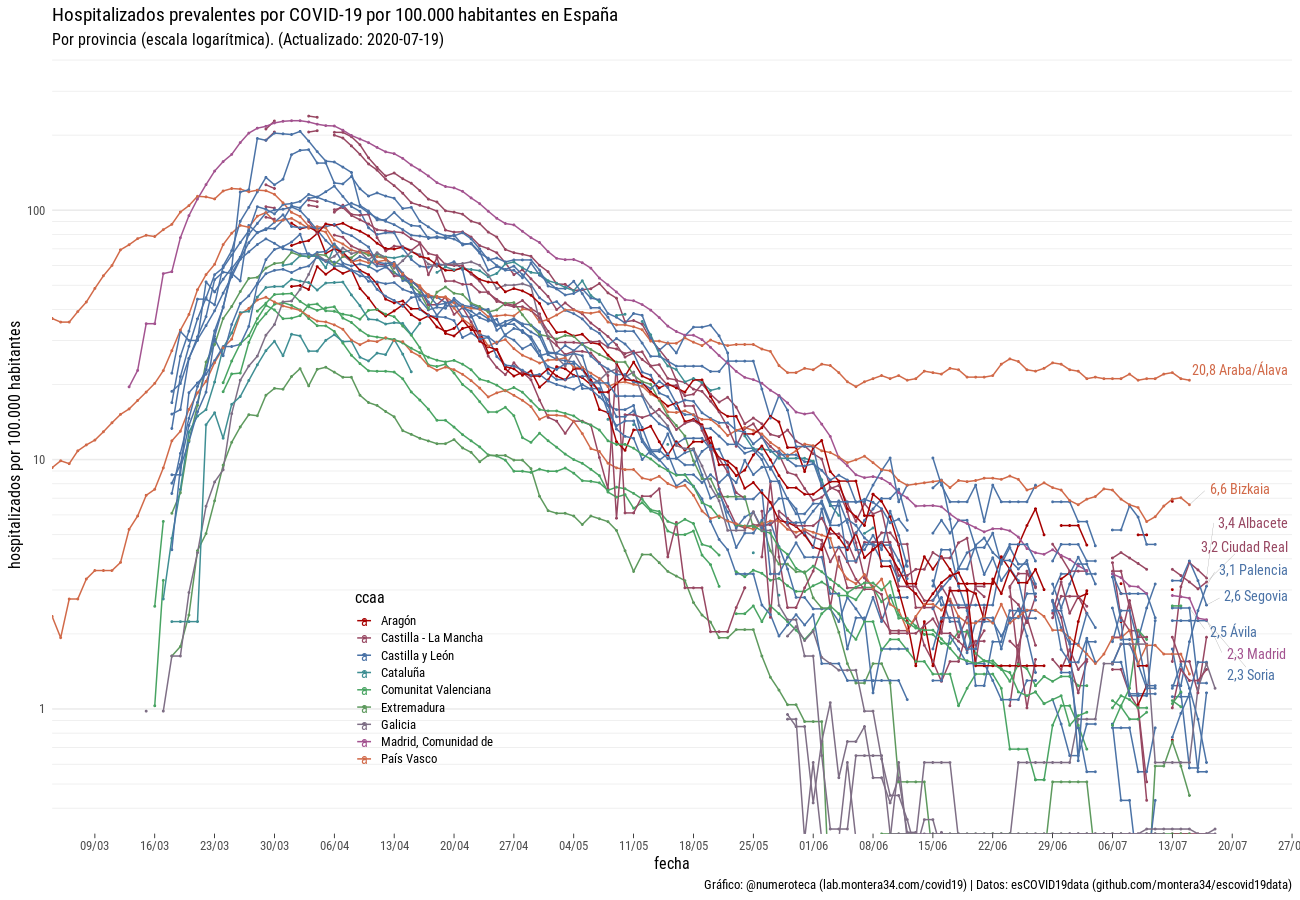 Hospitalizados prevalentes por COVID-19 por 100.000 habitantes en España
Por provincia (escala logarítmica). (Actualizado: 2020-07-19)
hospitalizados por 100.000 habitantes
100
10
1
20,8 Araba/Álava
6,6 Bizkaia
3,4 Albacete
3,2 Ciudad Real
3,1 Palencia
2,6 Segovia
2,5 Ávila
2,3 Madrid
2,3 Soria
ccaa
Aragón
Castilla - La Mancha
Castilla y León
Cataluña
Comunitat Valenciana
Extremadura
Galicia
Madrid, Comunidad de
País Vasco
09/03 16/03 23/03 30/03 06/04 13/04 20/04 27/04 04/05 11/05 18/05 25/05 01/06 08/06 15/06 22/06 29/06 06/07 13/07 20/07 27/0
fecha
Gráfico: @numeroteca (lab.montera34.com/covid19) | Datos: esCOVID19data (github.com/montera34/escovid19data)